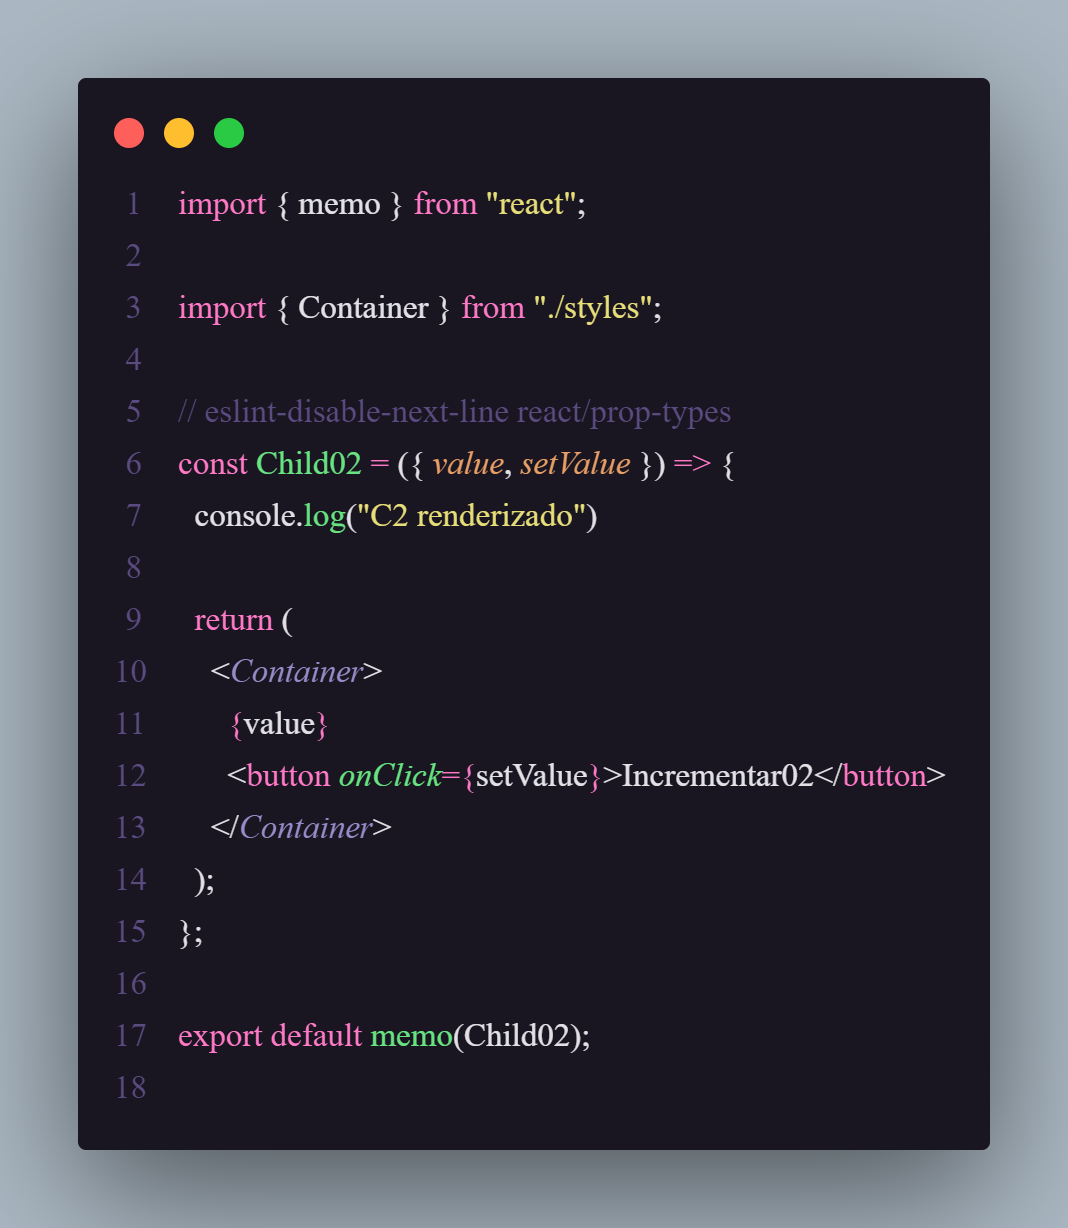 1 import { memo } from "react";
2
3 import { Container } from "./styles";
4
5 // eslint-disable-next-line react/prop-types
6 const Child02 = ({ value, setValue }) => {
7 console.log("C2 renderizado")
8
9 return (
10 <Container>
11 {value}
12 <button onClick={setValue}>Incrementar02</button>
13 </Container>
14 );
15 };
16
17 export default memo(Child02);
18